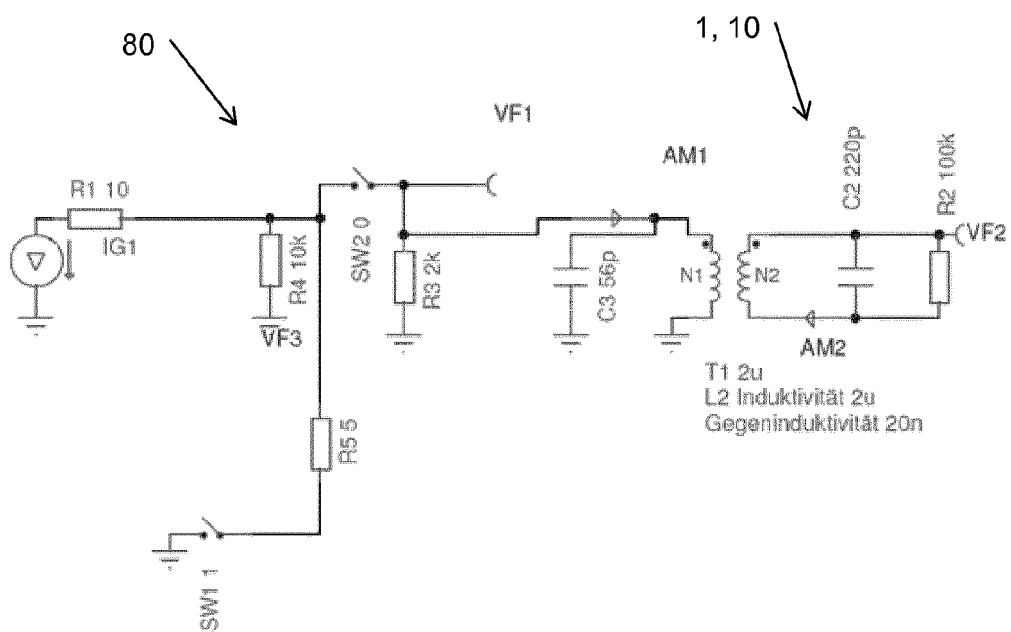 80
1, 10
VF1
AM1
C2 220p
R2 100k
R1 10
IG1
R4 10k
SW2 0
R3 2k
C3 56p
N1
N2
VF2
VF3
AM2
T1 2u
L2 Induktivität 2u
Gegeninduktivität 20n
R5 5
SW1 1